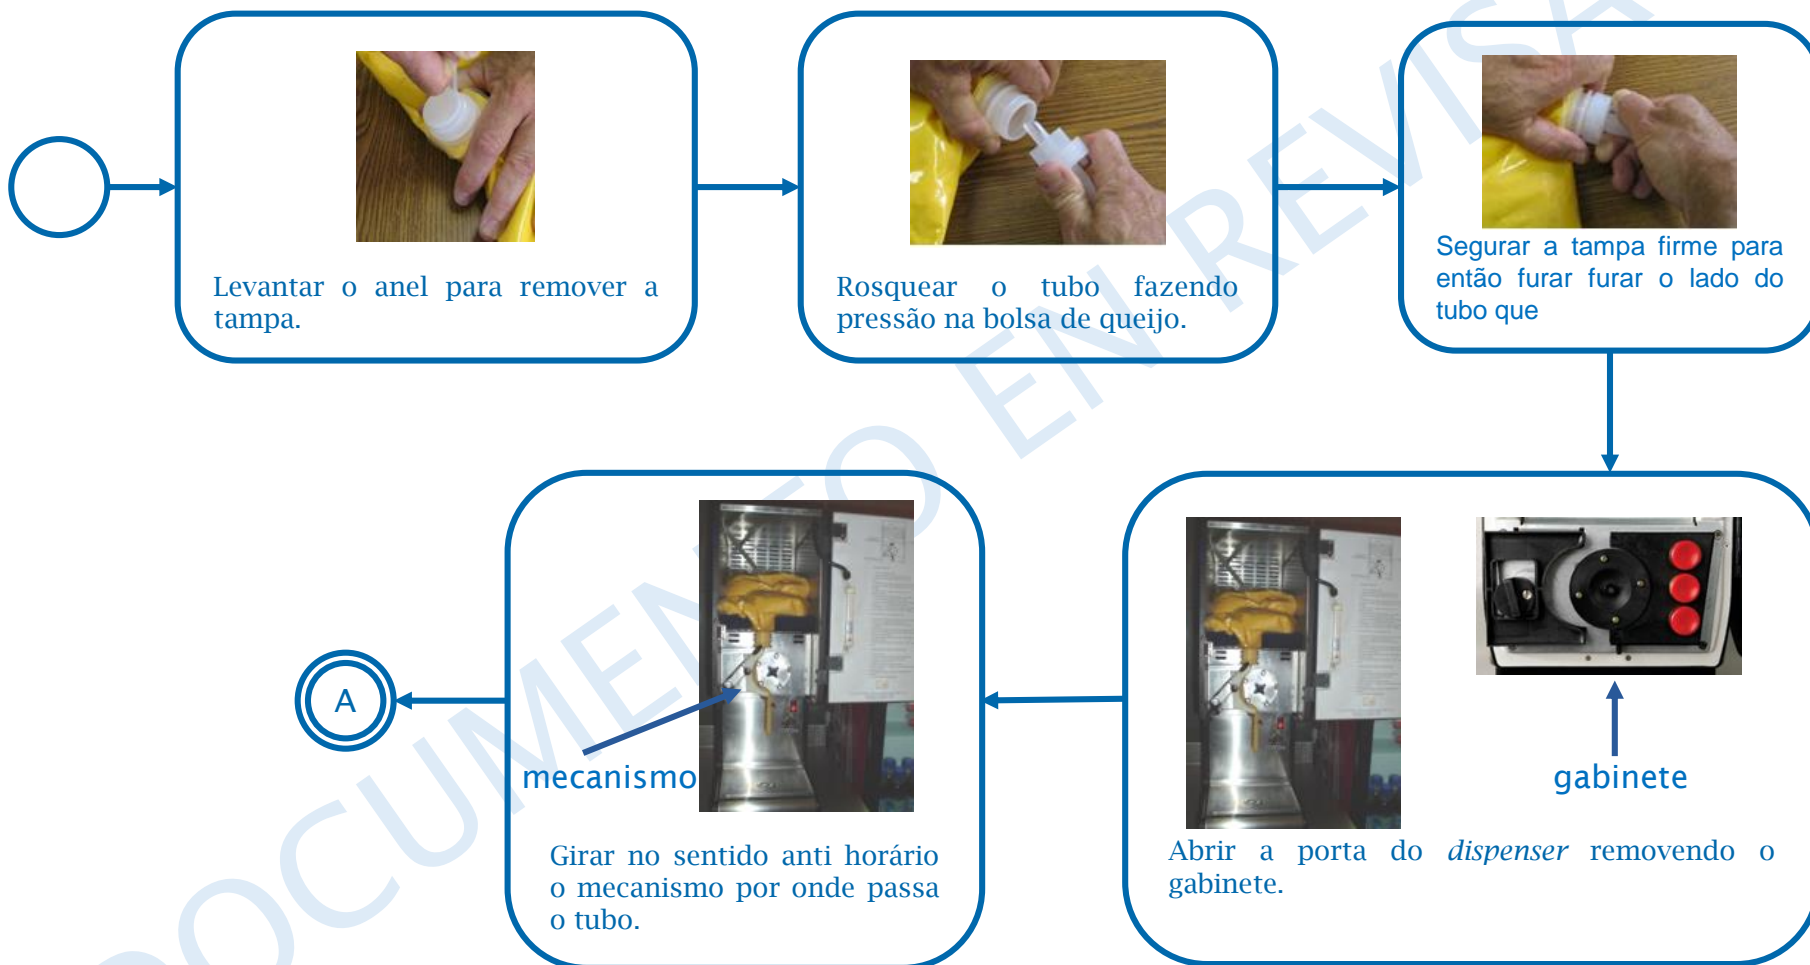 Levantar o anel para remover a
tampa.
Rosquear o tubo fazendo
pressão na bolsa de queijo.
Segurar a tampa firme para
então furar furar o lado do
tubo que
gabinete
Abrir a porta do dispenser removendo o
gabinete.
mecanismo
Girar no sentido anti horário
o mecanismo por onde passa
o tubo.
A
DOCUMENTO EN REVISA